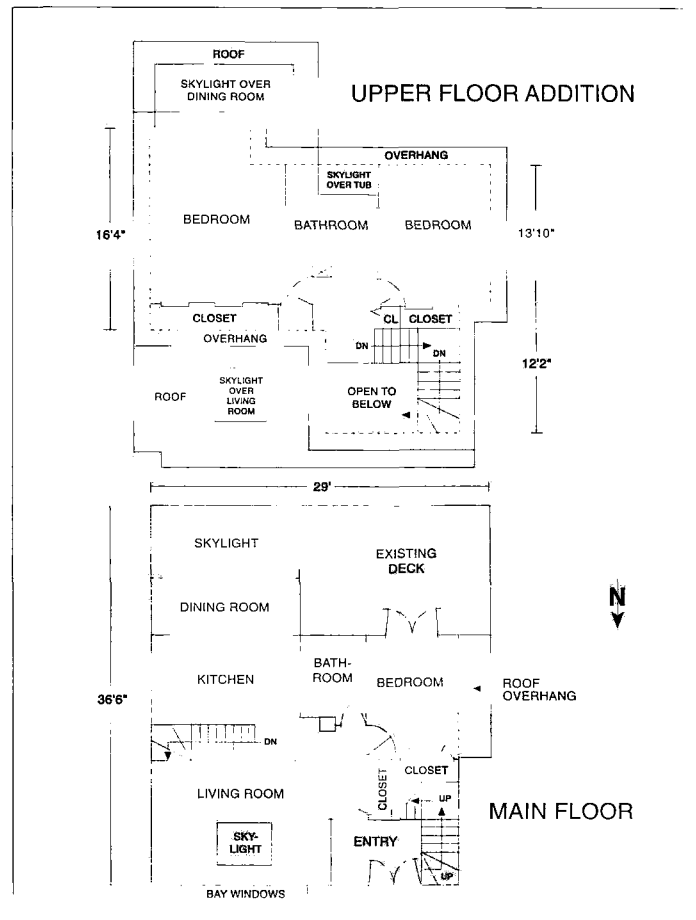 ROOF
SKYLIGHT OVER
DINING ROOM
UPPER FLOOR ADDITION
OVERHANG
SKYLIGHT
OVER TUB
BEDROOM
BATHROOM
BEDROOM
16'4"
13'10"
CLOSET
CL
CLOSET
OVERHANG
DN
DN
12'2"
SKYLIGHT
OVER
LIVING
ROOM
ROOF
OPEN TO
BELOW
29'
SKYLIGHT
EXISTING
DECK
N
DINING ROOM
BATH-
ROOM
KITCHEN
BEDROOM
ROOF
OVERHANG
36'6"
DN
CLOSET
CLOSET
LIVING ROOM
UP
MAIN FLOOR
SKY-
LIGHT
ENTRY
UP
BAY WINDOWS